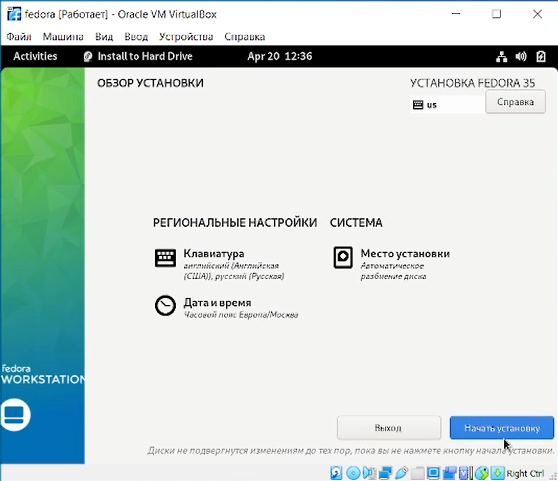 fedora [Работает] - Oracle VM VirtualBox
Файл Машина Вид Ввод Устройства Справка
Activities Install to Hard Drive Apr 20 12:36
ОБЗОР УСТАНОВКИ УСТАНОВКА FEDORA 35
us Справка
РЕГИОНАЛЬНЫЕ НАСТРОЙКИ СИСТЕМА
Клавиатура Место установки
английский (Английская Автоматическое
(США)), русский (Русская) разбиение диска
Дата и время
Часовой пояс Европа/Москва
fedora
WORKSTATION
Выход Начать установку
Диски не подвергнутся изменениям до тех пор, пока вы не нажмете кнопку начала установки.
Right Ctrl